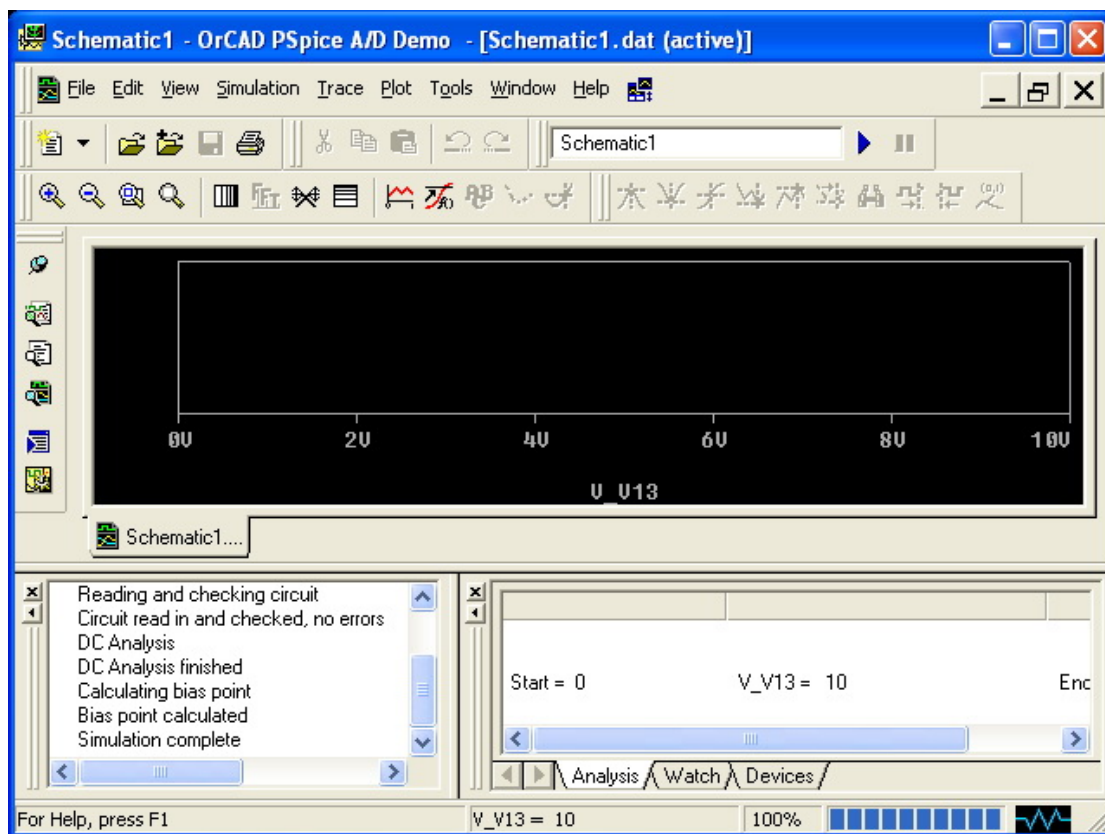 Schematic1 - OrCAD PSpice A/D Demo - [Schematic1.dat (active)]
File Edit View Simulation Trace Plot Tools Window Help
Schematic1
0V 2V 4V 6V 8V 10V
V_V13
Schematic1....
Reading and checking circuit
Circuit read in and checked, no errors
DC Analysis
DC Analysis finished
Calculating bias point
Bias point calculated
Simulation complete
Start = 0 V_V13 = 10 Enc
Analysis Watch Devices
For Help, press F1 V_V13 = 10 100%